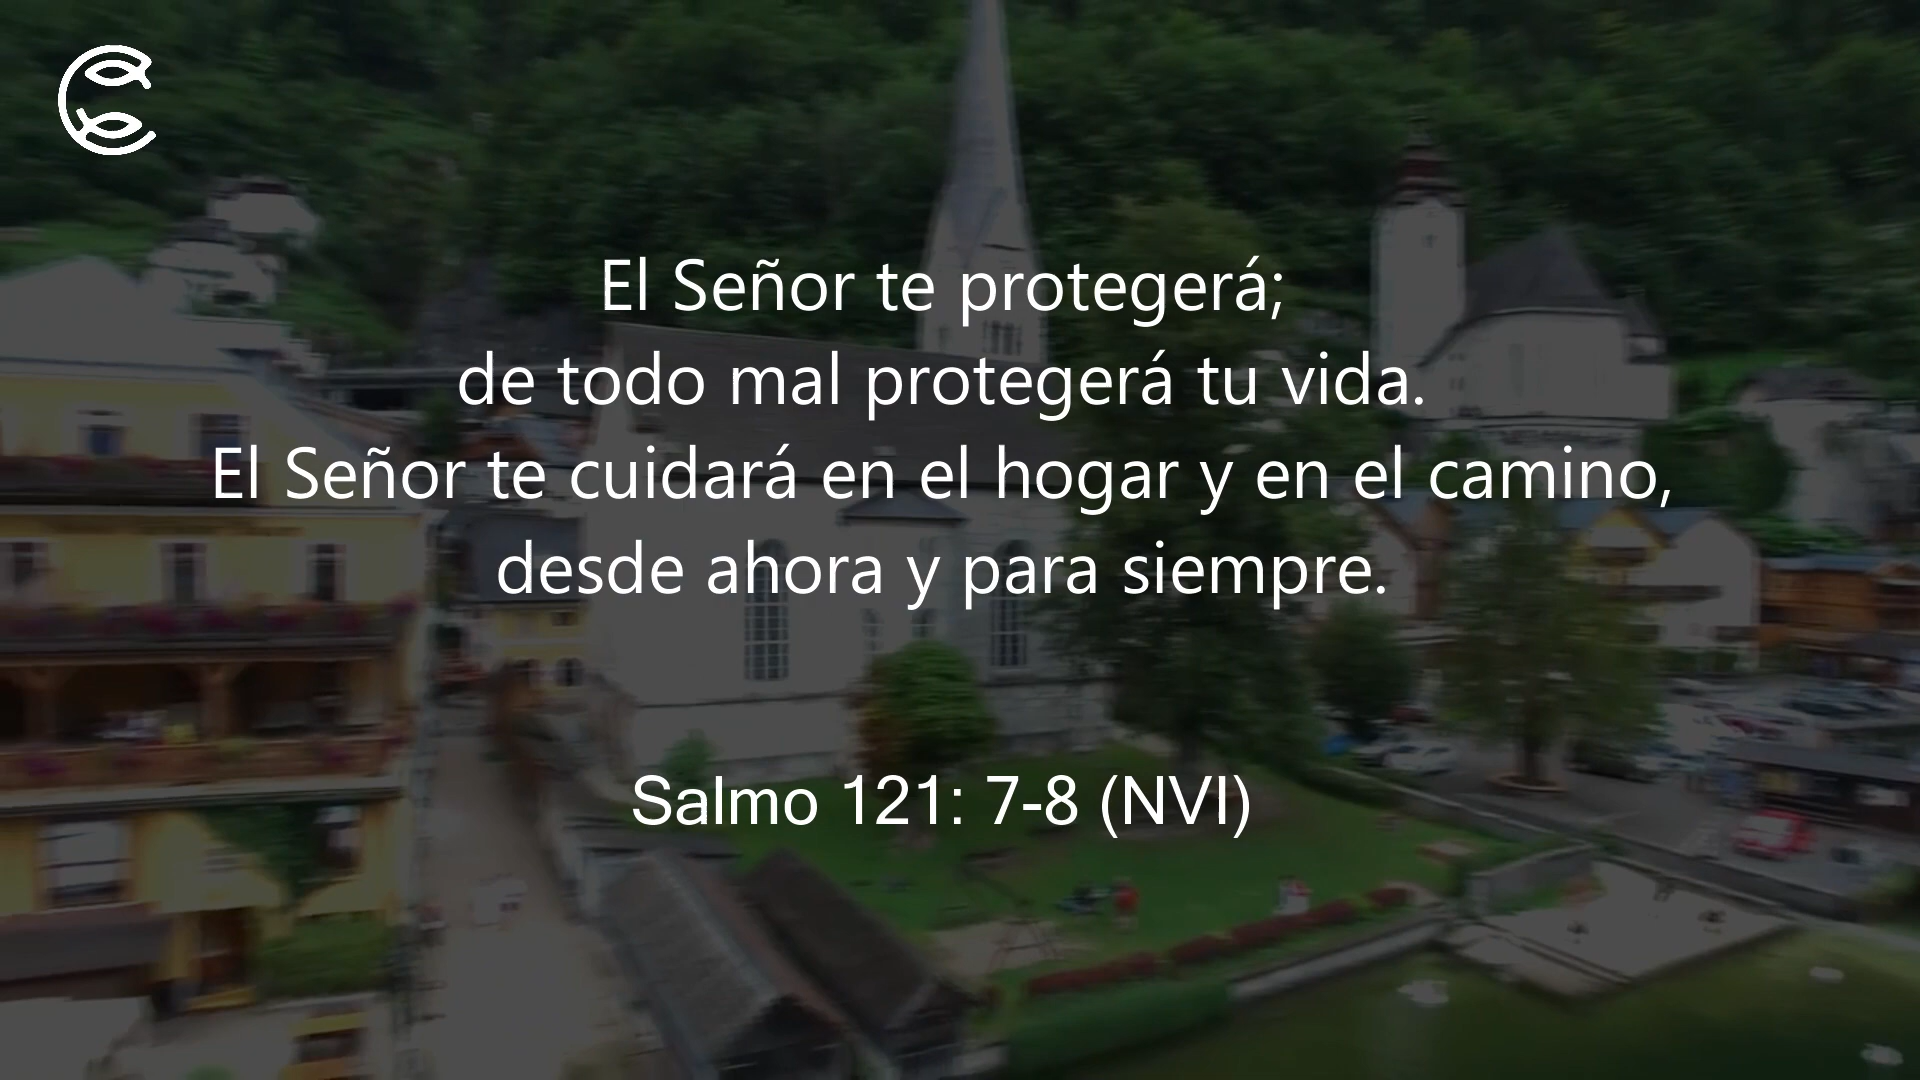 El Señor te protegerá;
de todo mal protegerá tu vida.
El Señor te cuidará en el hogar y en el camino,
desde ahora y para siempre.
Salmo 121: 7-8 (NVI)